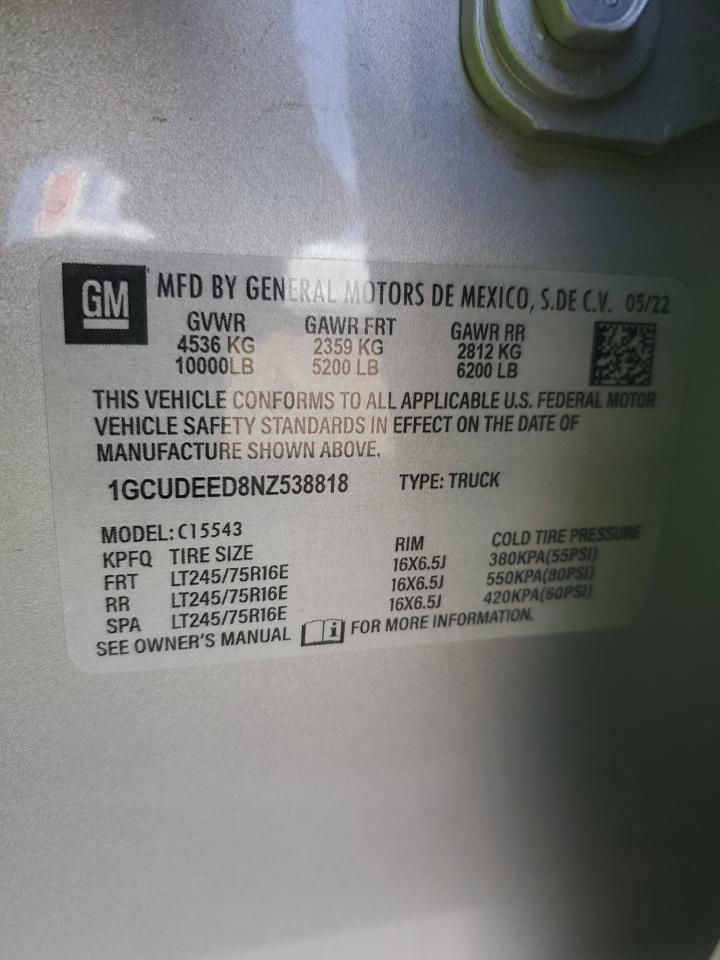 GM MFD BY GENERAL MOTORS DE MEXICO, S.DE C.V. 05/22
GVWR GAWR FRT GAWR RR
4536 KG 2359 KG 2812 KG
10000LB 5200 LB 6200 LB
THIS VEHICLE CONFORMS TO ALL APPLICABLE U.S. FEDERAL MOTOR
VEHICLE SAFETY STANDARDS IN EFFECT ON THE DATE OF
MANUFACTURE SHOWN ABOVE.
1GCUDEED8NZ538818 TYPE: TRUCK
MODEL: C15543
KPFQ TIRE SIZE RIM COLD TIRE PRESSURE
FRT LT245/75R16E 16X6.5J 380KPA(55PSI)
RR LT245/75R16E 16X6.5J 550KPA(80PSI)
SPA LT245/75R16E 16X6.5J 420KPA(60PSI)
SEE OWNER'S MANUAL i FOR MORE INFORMATION.